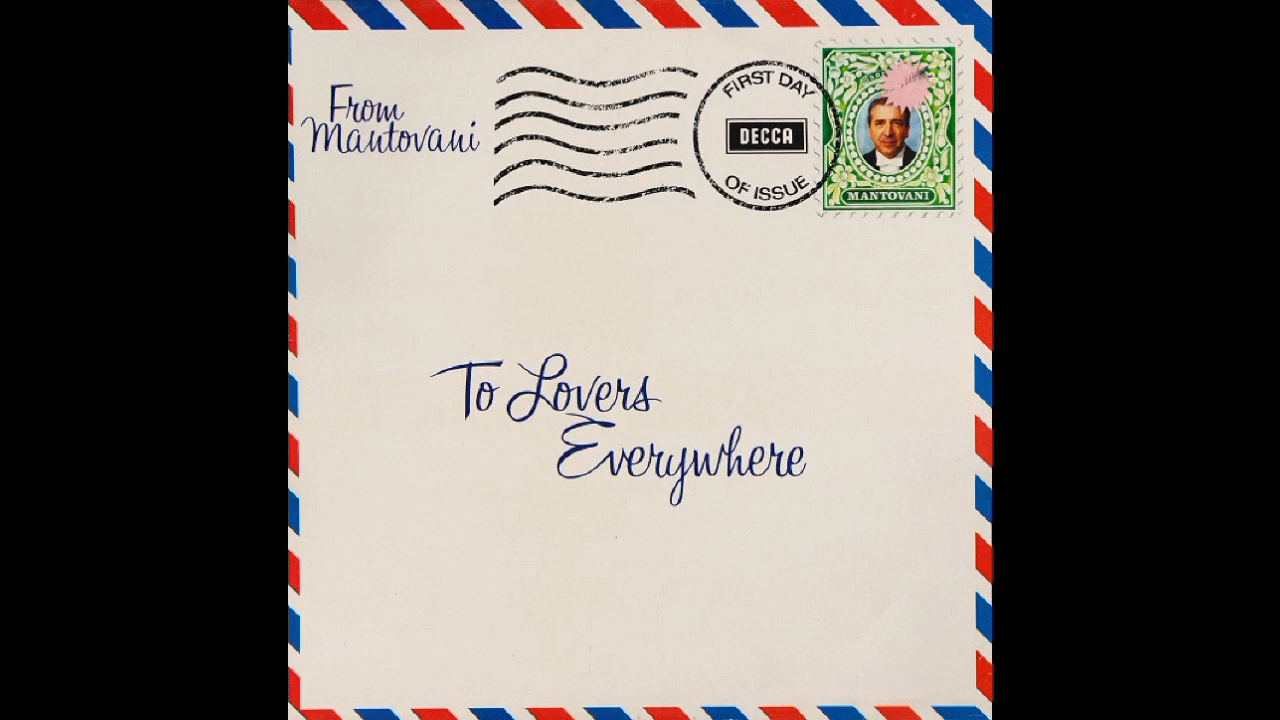 From
Mantovani
FIRST DAY
DECCA
OF ISSUE
MANTOVANI
To Lovers
Everywhere